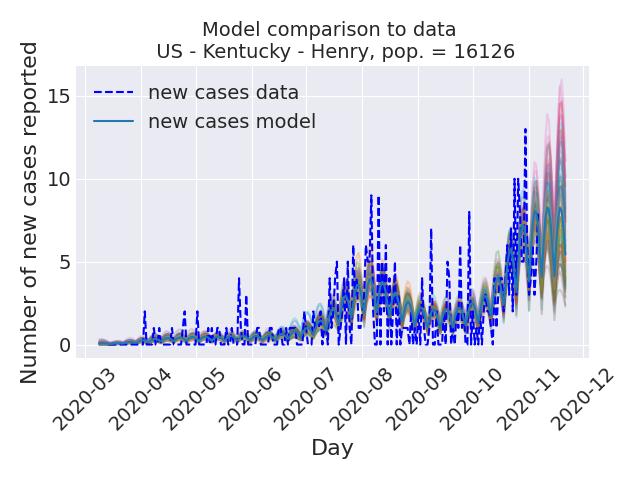 Model comparison to data
US - Kentucky - Henry, pop. = 16126
Number of new cases reported
15
10
5
0
new cases data
new cases model
2020-03
2020-04
2020-05
2020-06
2020-07
2020-08
2020-09
2020-10
2020-11
2020-12
Day